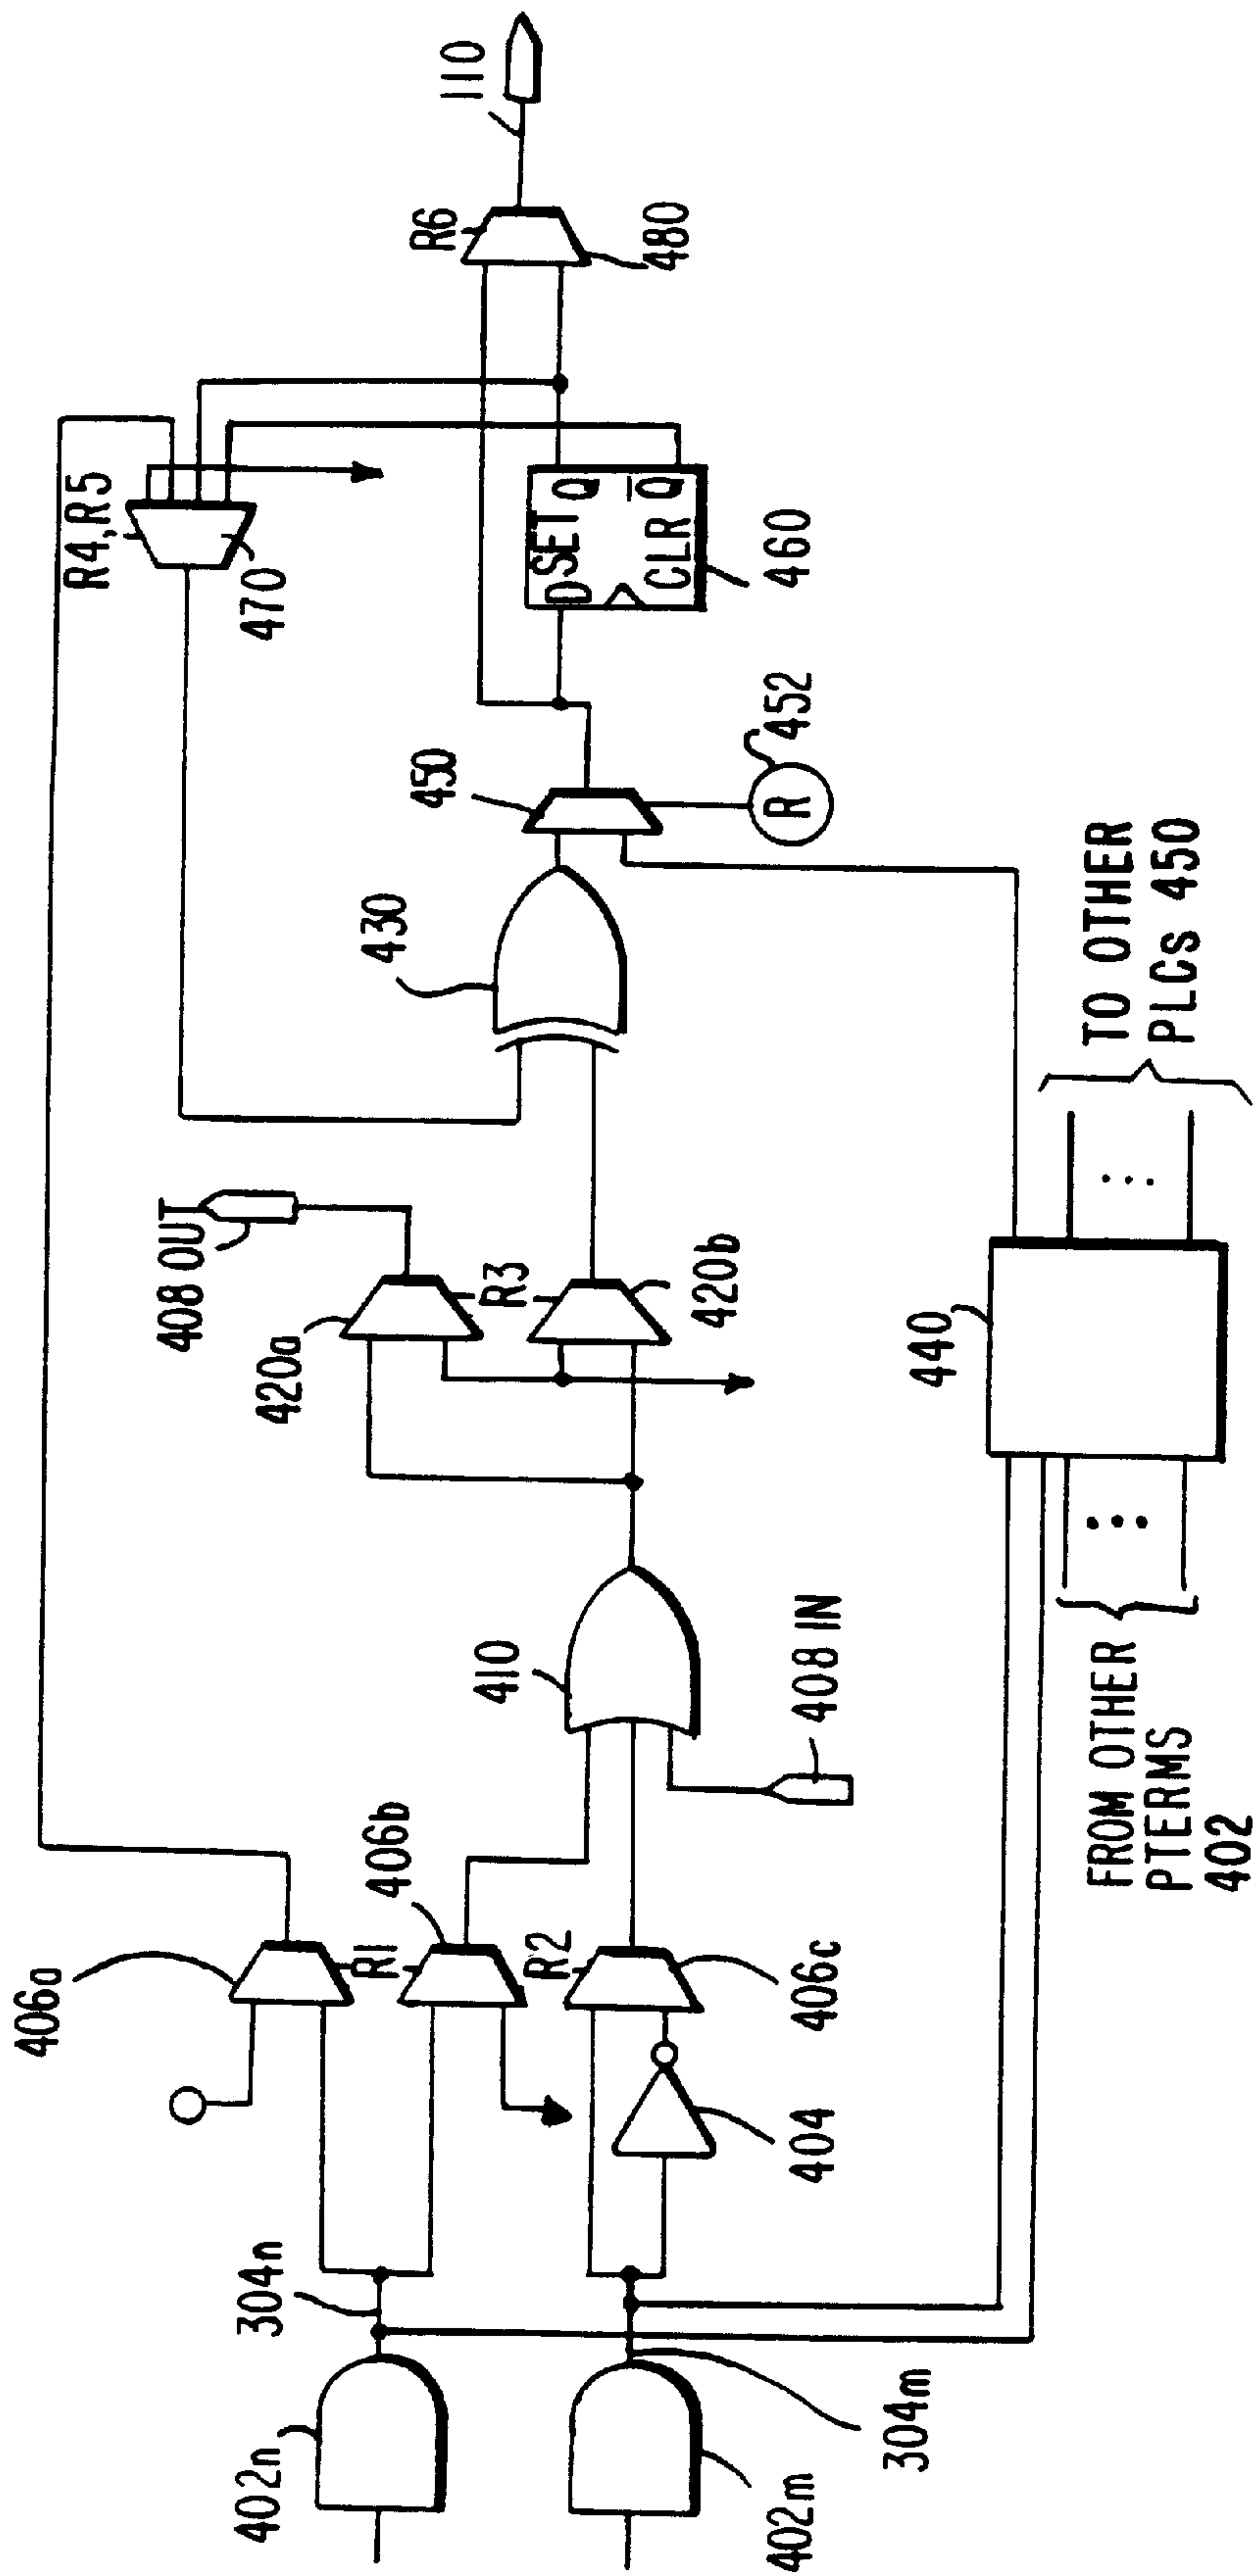 402n
304n
402m
304m
406a
R1
406b
R2
406c
404
410
408 IN
408 OUT
420a
R3
420b
430
440
FROM OTHER
PTERMS
402
TO OTHER
PLCs 450
450
R
452
R4,R5
470
D
SET
Q
CLR
Q̅
460
R6
480
110